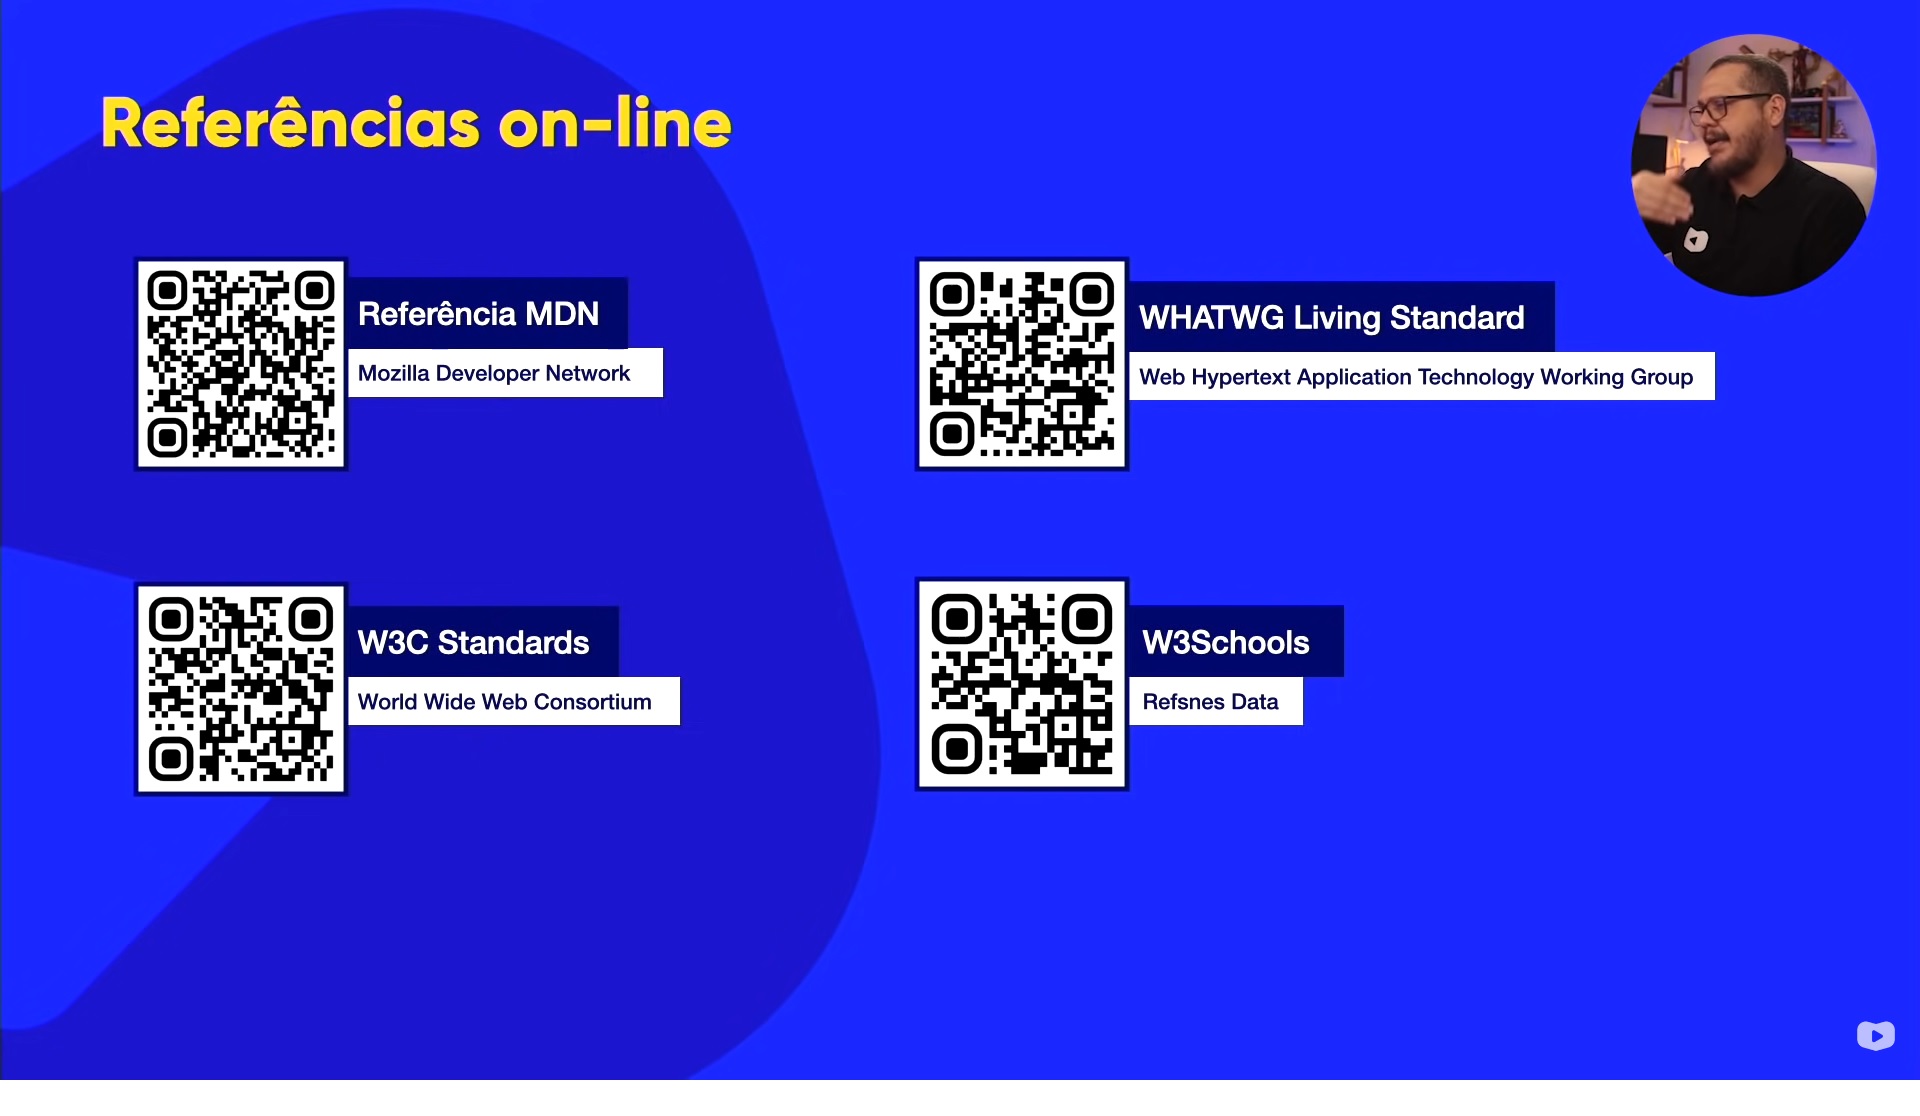 Referências on-line
Referência MDN
Mozilla Developer Network
WHATWG Living Standard
Web Hypertext Application Technology Working Group
W3C Standards
World Wide Web Consortium
W3Schools
Refsnes Data